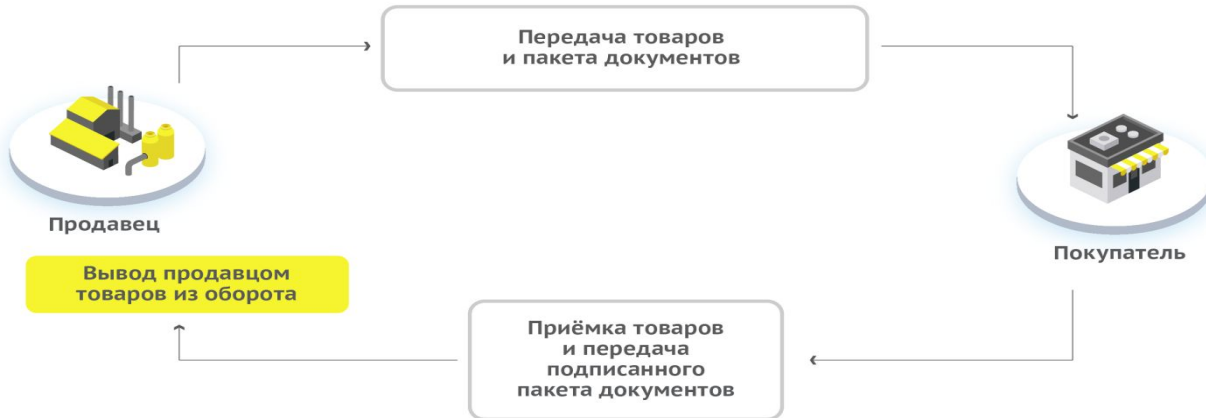 Передача товаров
и пакета документов
Продавец
Покупатель
Вывод продавцом
товаров из оборота
Приёмка товаров
и передача
подписанного
пакета документов